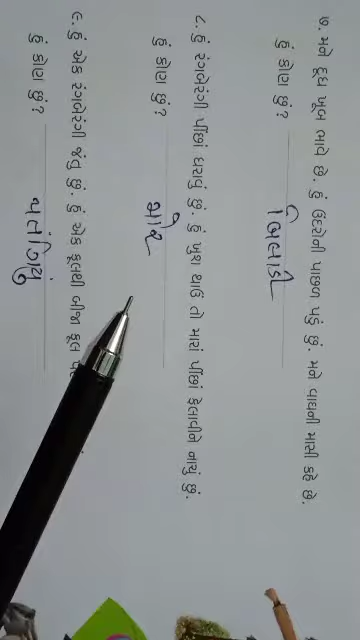 ૭. મને દૂધ ખૂબ ભાવે છે. હું ઉંદરોની પાછળ પડું છું. મને વાઘની માસી કહે છે.
હું કોણ છું? બિલાડી
૮. હું રંગબેરંગી પીંછાં ધરાવું છું. હું ખુશ થાઉં તો મારાં પીંછાં ફેલાવીને નાચું છું.
હું કોણ છું? મોર
૯. હું એક રંગબેરંગી જંતુ છું. હું એક ફૂલથી બીજા ફૂલ
હું કોણ છું? પતંગિયું